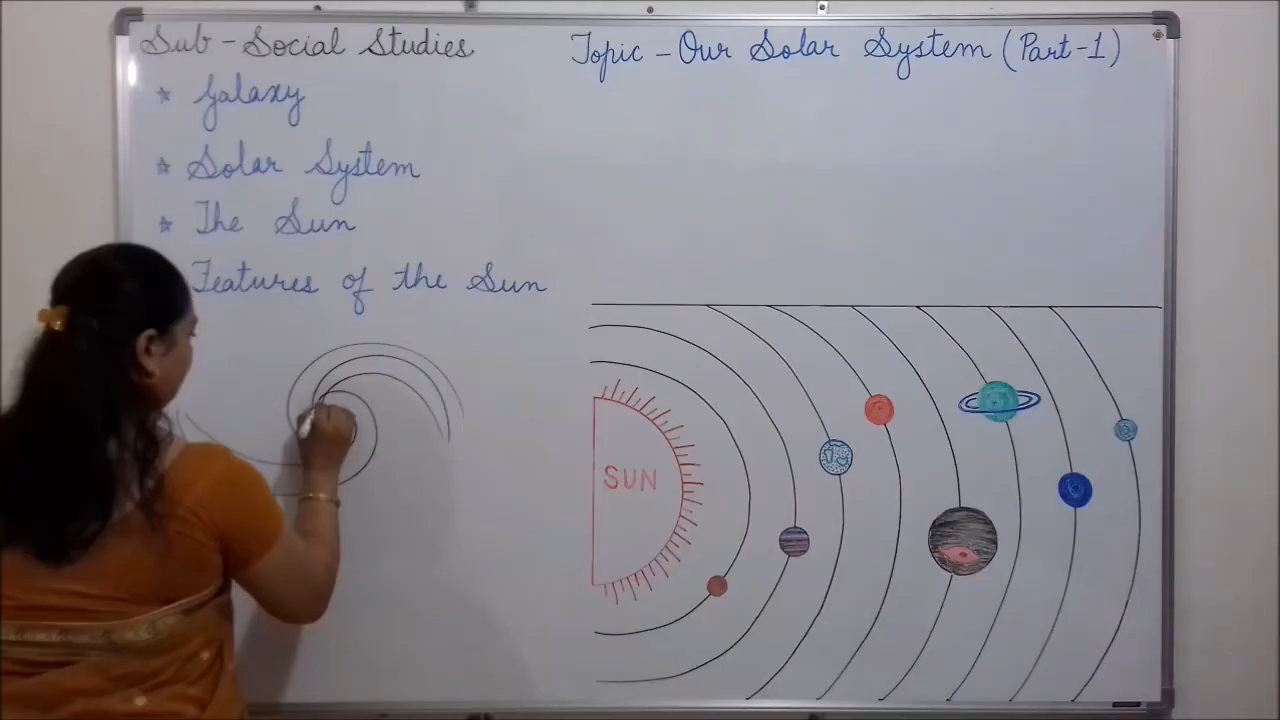 Sub - Social Studies
Topic - Our Solar System (Part-1)
* Galaxy
* Solar System
* The Sun
Features of the Sun
SUN